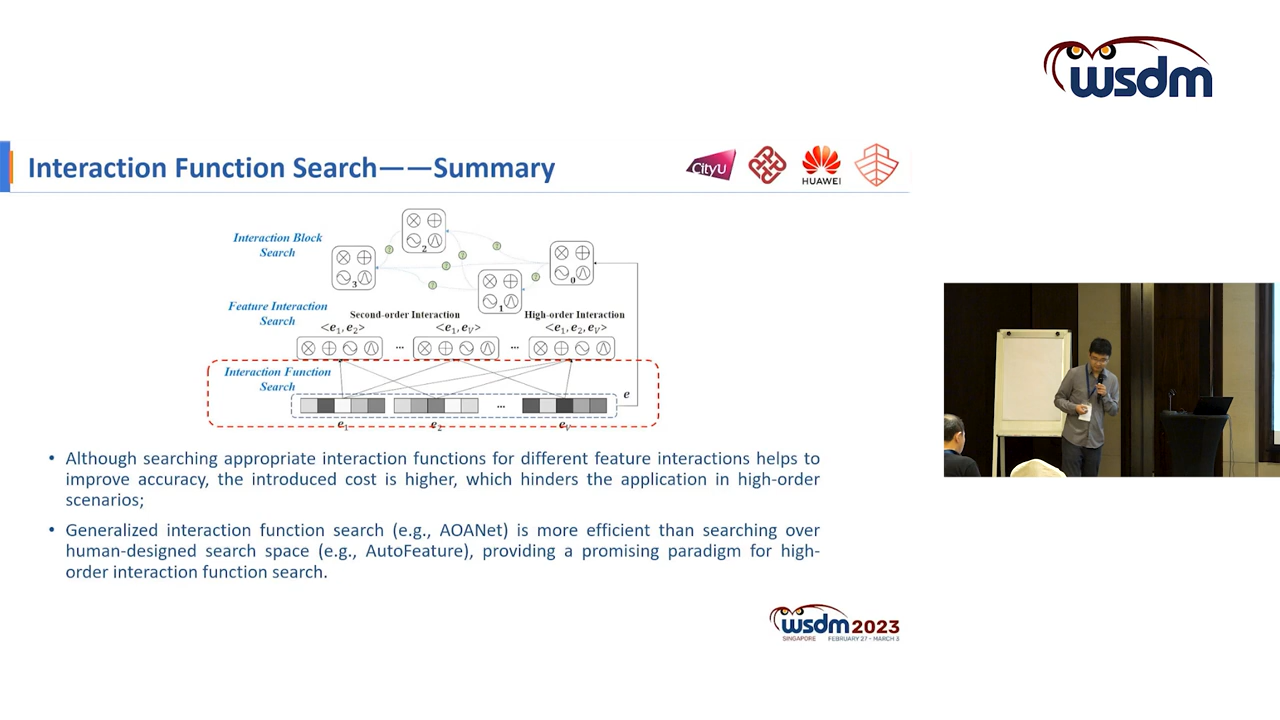 wsdm
Interaction Function Search——Summary
CityU
HUAWEI
Interaction Block
Search
2
3
0
1
Feature Interaction
Search
Second-order Interaction
High-order Interaction
<e1, e2>
<e1, eV>
<e1, e2, eV>
...
...
Interaction Function
Search
e
...
e1
e2
eV
• Although searching appropriate interaction functions for different feature interactions helps to
improve accuracy, the introduced cost is higher, which hinders the application in high-order
scenarios;
• Generalized interaction function search (e.g., AOANet) is more efficient than searching over
human-designed search space (e.g., AutoFeature), providing a promising paradigm for high-
order interaction function search.
wsdm2023
SINGAPORE FEBRUARY 27 - MARCH 3